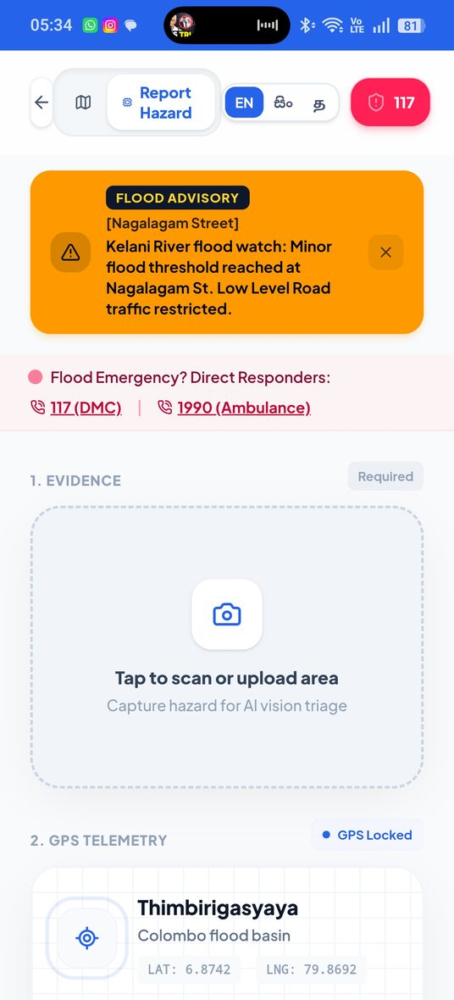 05:34
Vo
LTE
81
Report
Hazard
EN
සිං
த
117
FLOOD ADVISORY
[Nagalagam Street]
Kelani River flood watch: Minor
flood threshold reached at
Nagalagam St. Low Level Road
traffic restricted.
Flood Emergency? Direct Responders:
117 (DMC)
1990 (Ambulance)
1. EVIDENCE
Required
Tap to scan or upload area
Capture hazard for AI vision triage
2. GPS TELEMETRY
GPS Locked
Thimbirigasyaya
Colombo flood basin
LAT: 6.8742
LNG: 79.8692